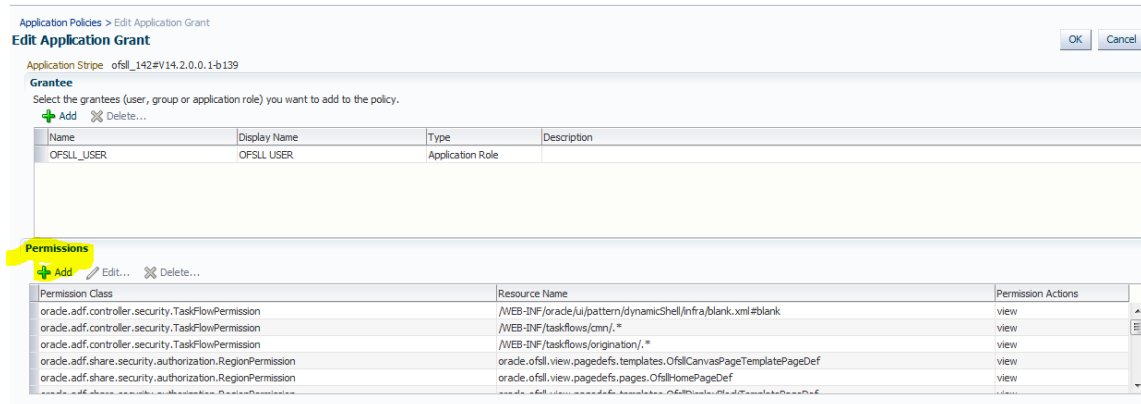 Application Policies > Edit Application Grant
Edit Application Grant
OK Cancel
Application Stripe ofsll_142#V14.2.0.0.1-b139
Grantee
Select the grantees (user, group or application role) you want to add to the policy.
Add Delete...
Name Display Name Type Description
OFSLL_USER OFSLL USER Application Role
Permissions
Add Edit... Delete...
Permission Class Resource Name Permission Actions
oracle.adf.controller.security.TaskFlowPermission /WEB-INF/oracle/ui/pattern/dynamicShell/infra/blank.xml#blank view
oracle.adf.controller.security.TaskFlowPermission /WEB-INF/taskflows/cmn/.* view
oracle.adf.controller.security.TaskFlowPermission /WEB-INF/taskflows/origination/.* view
oracle.adf.share.security.authorization.RegionPermission oracle.ofsll.view.pagedefs.templates.OfsllCanvasPageTemplatePageDef view
oracle.adf.share.security.authorization.RegionPermission oracle.ofsll.view.pagedefs.pages.OfsllHomePageDef view